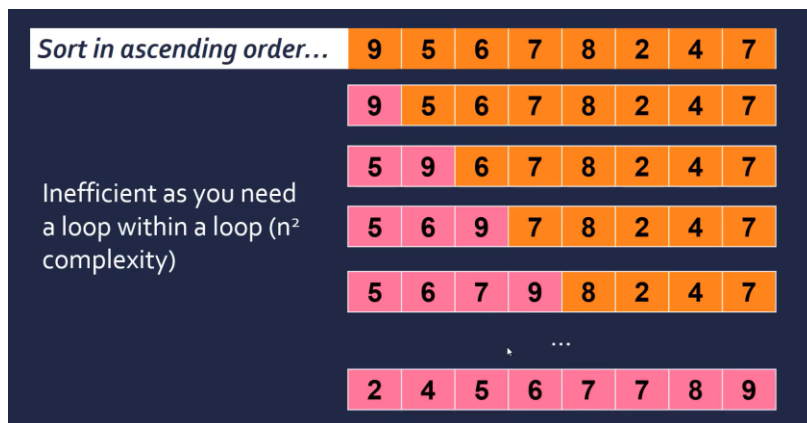 Sort in ascending order... 9 5 6 7 8 2 4 7
9 5 6 7 8 2 4 7
5 9 6 7 8 2 4 7
Inefficient as you need
a loop within a loop (n²
complexity)
5 6 9 7 8 2 4 7
5 6 7 9 8 2 4 7
...
2 4 5 6 7 7 8 9